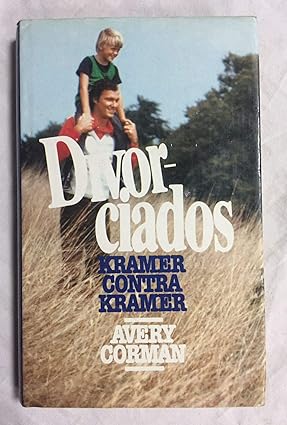 Divor-
ciados
KRAMER
CONTRA
KRAMER
AVERY
CORMAN